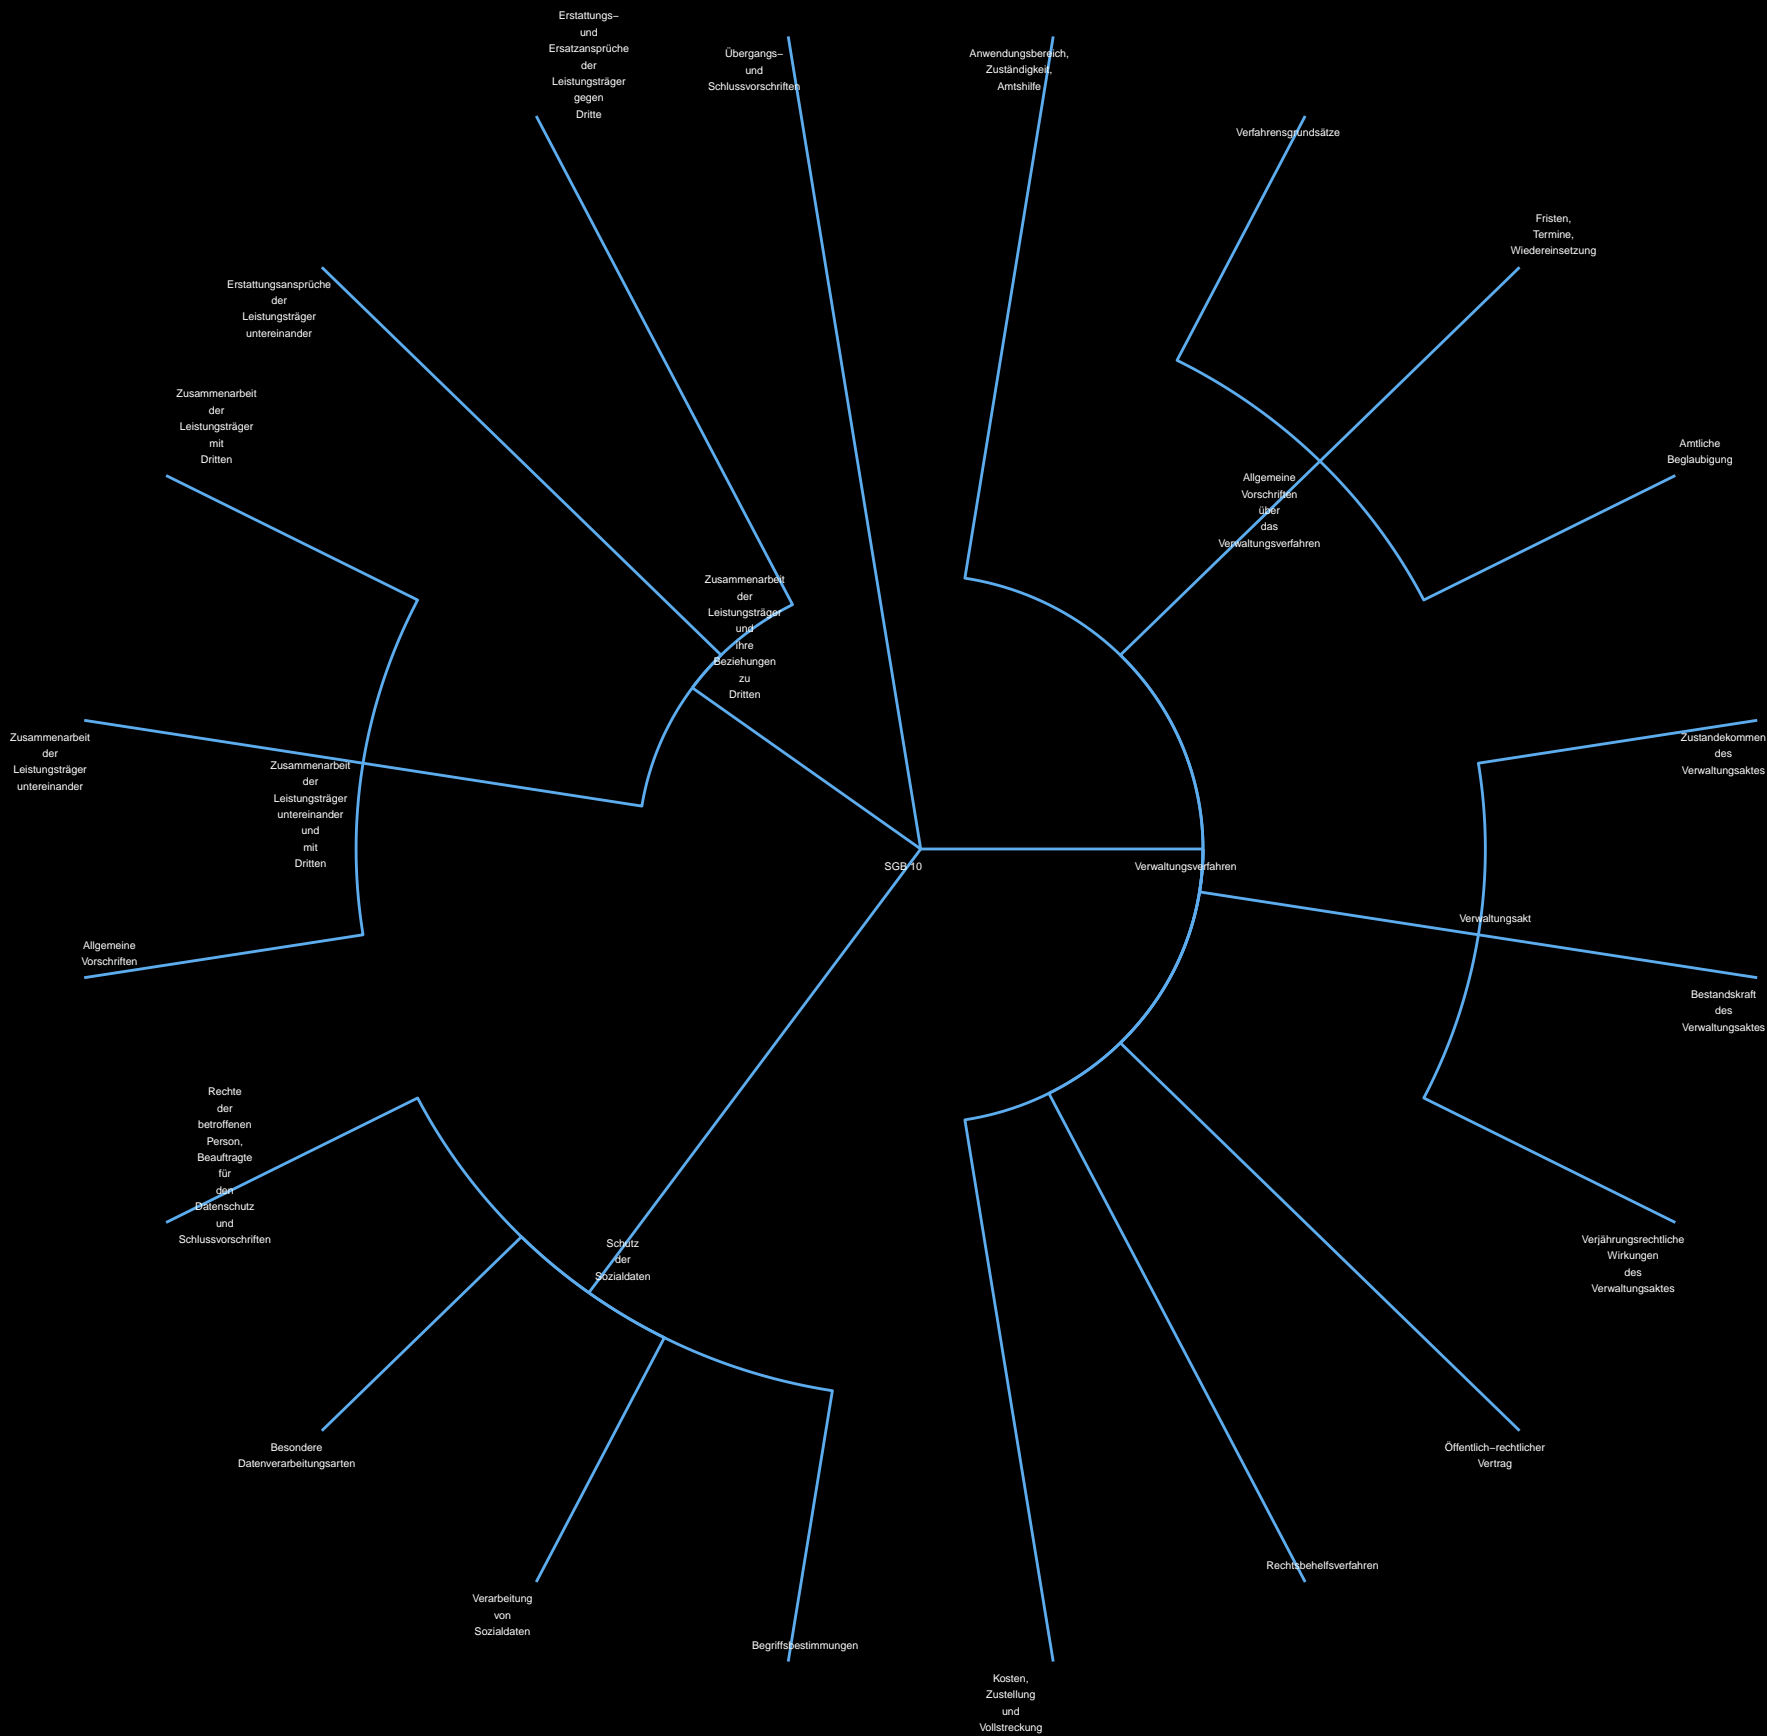 Erstattungs–
und
Ersatzansprüche
der
Leistungsträger
gegen
Dritte
Übergangs–
und
Schlussvorschriften
Anwendungsbereich,
Zuständigkeit,
Amtshilfe
Verfahrensgrundsätze
Fristen,
Termine,
Wiedereinsetzung
Erstattungsansprüche
der
Leistungsträger
untereinander
Zusammenarbeit
der
Leistungsträger
mit
Dritten
Amtliche
Beglaubigung
Allgemeine
Vorschriften
über
das
Verwaltungsverfahren
Zusammenarbeit
der
Leistungsträger
und
ihre
Beziehungen
zu
Dritten
Zusammenarbeit
der
Leistungsträger
untereinander
Zusammenarbeit
der
Leistungsträger
untereinander
und
mit
Dritten
Zustandekommen
des
Verwaltungsaktes
SGB 10
Verwaltungsverfahren
Verwaltungsakt
Allgemeine
Vorschriften
Bestandskraft
des
Verwaltungsaktes
Rechte
der
betroffenen
Person,
Beauftragte
für
den
Datenschutz
und
Schlussvorschriften
Schutz
der
Sozialdaten
Verjährungsrechtliche
Wirkungen
des
Verwaltungsaktes
Besondere
Datenverarbeitungsarten
Öffentlich–rechtlicher
Vertrag
Rechtsbehelfsverfahren
Verarbeitung
von
Sozialdaten
Begriffsbestimmungen
Kosten,
Zustellung
und
Vollstreckung